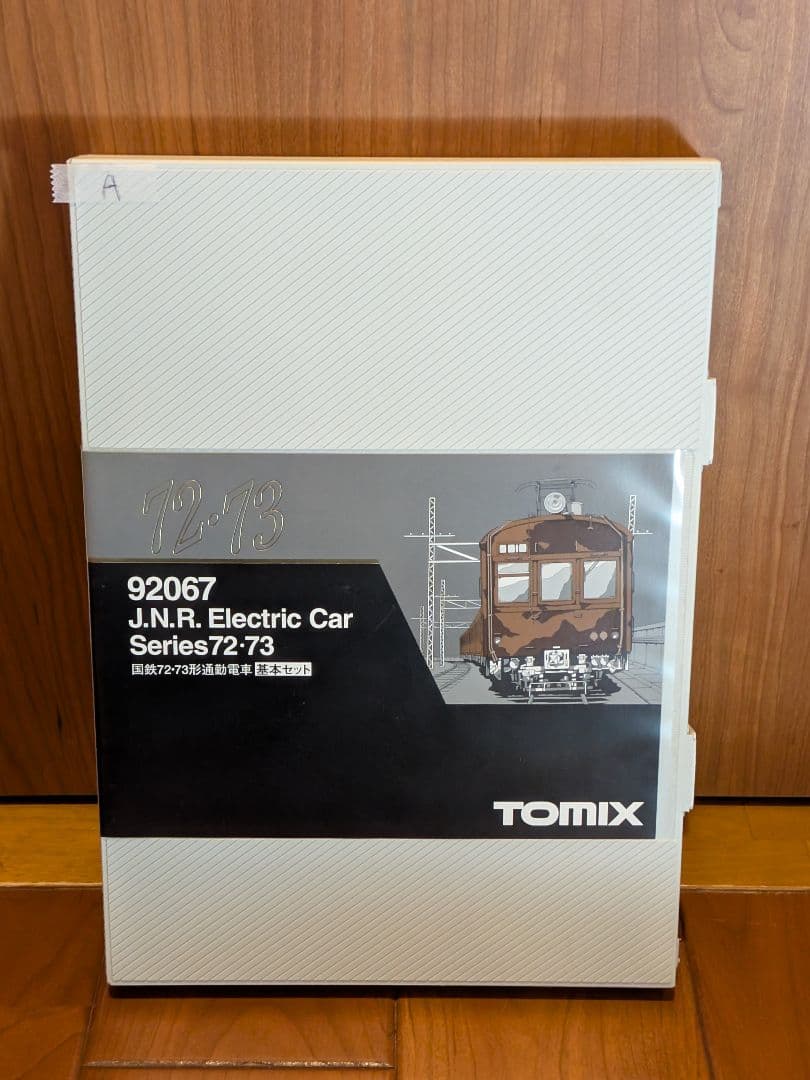 A
72・73
92067
J.N.R. Electric Car
Series72・73
国鉄72・73形通勤電車 基本セット
TOMIX